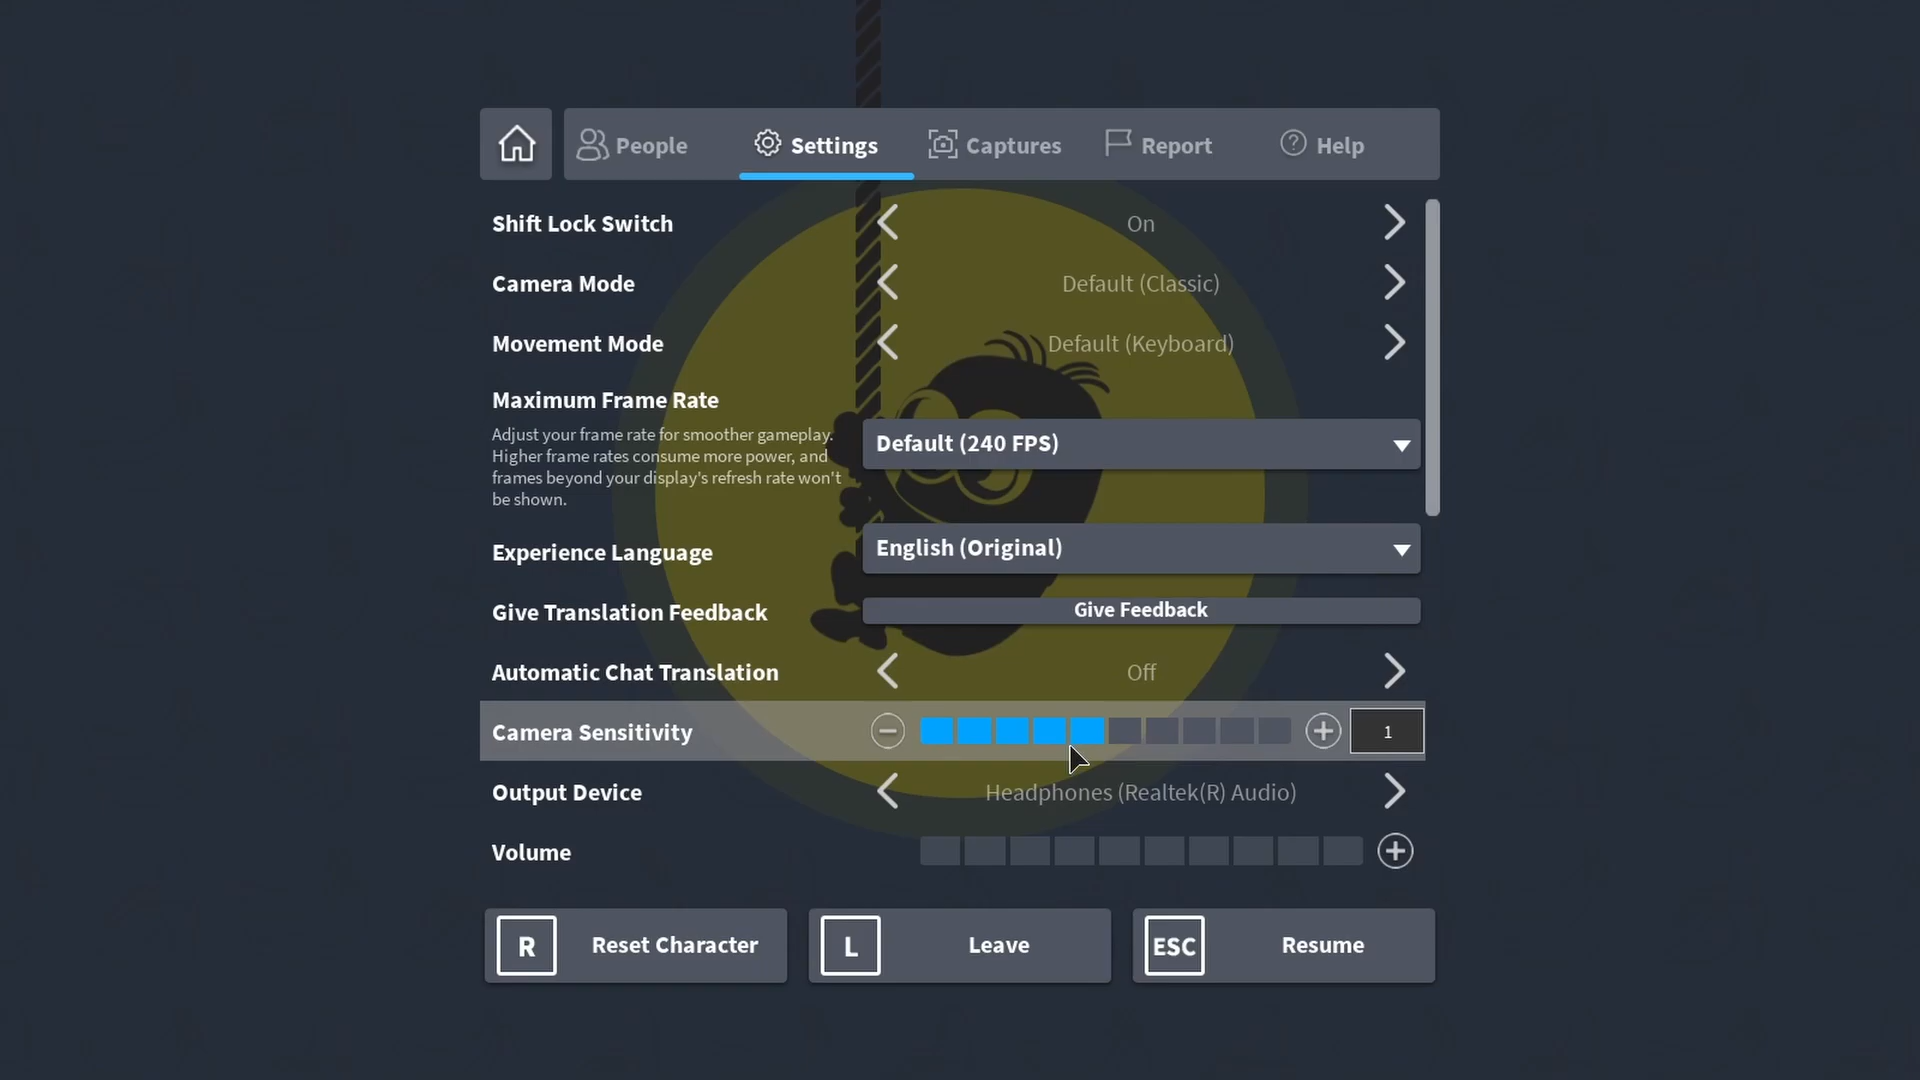 People
Settings
Captures
Report
Help
Shift Lock Switch
On
Camera Mode
Default (Classic)
Movement Mode
Default (Keyboard)
Maximum Frame Rate
Adjust your frame rate for smoother gameplay.
Higher frame rates consume more power, and
frames beyond your display's refresh rate won't
be shown.
Default (240 FPS)
Experience Language
English (Original)
Give Translation Feedback
Give Feedback
Automatic Chat Translation
Off
Camera Sensitivity
1
Output Device
Headphones (Realtek(R) Audio)
Volume
R
Reset Character
L
Leave
ESC
Resume